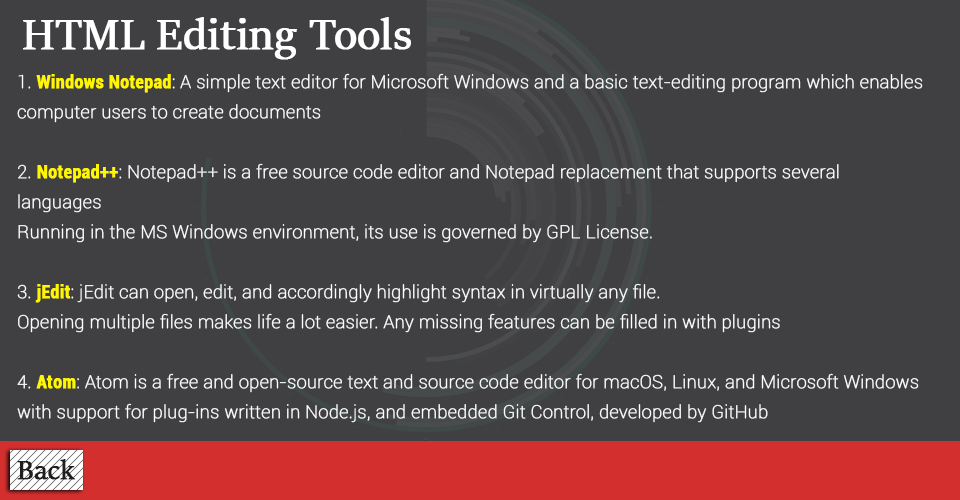 HTML Editing Tools
1. Windows Notepad: A simple text editor for Microsoft Windows and a basic text-editing program which enables
computer users to create documents
2. Notepad++: Notepad++ is a free source code editor and Notepad replacement that supports several
languages
Running in the MS Windows environment, its use is governed by GPL License.
3. jEdit: jEdit can open, edit, and accordingly highlight syntax in virtually any file.
Opening multiple files makes life a lot easier. Any missing features can be filled in with plugins
4. Atom: Atom is a free and open-source text and source code editor for macOS, Linux, and Microsoft Windows
with support for plug-ins written in Node.js, and embedded Git Control, developed by GitHub
Back